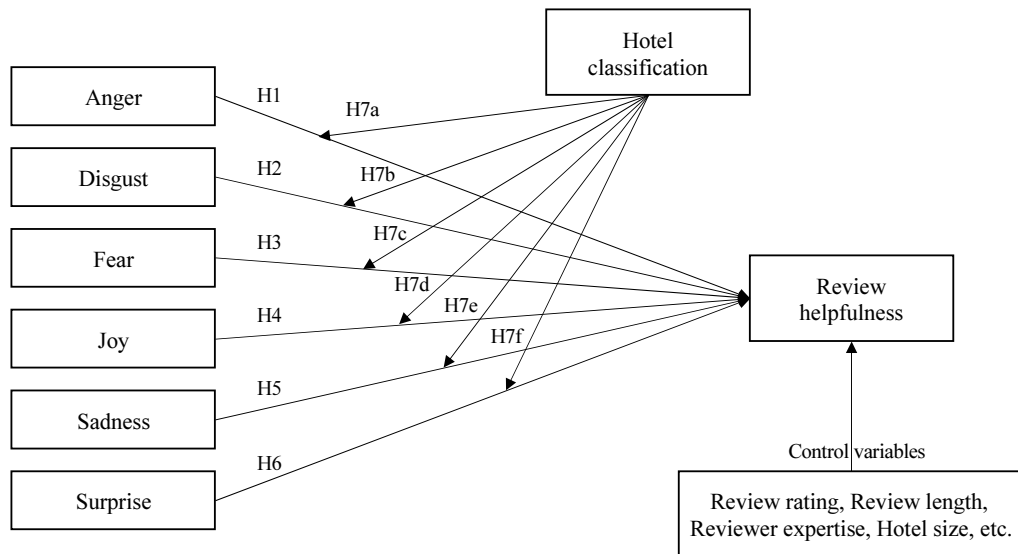 Hotel
classification
Anger
H1
H7a
Disgust
H2
H7b
Fear
H3
H7c
Review
helpfulness
Joy
H4
H7d
H7e
H7f
Sadness
H5
Surprise
H6
Control variables
Review rating, Review length,
Reviewer expertise, Hotel size, etc.